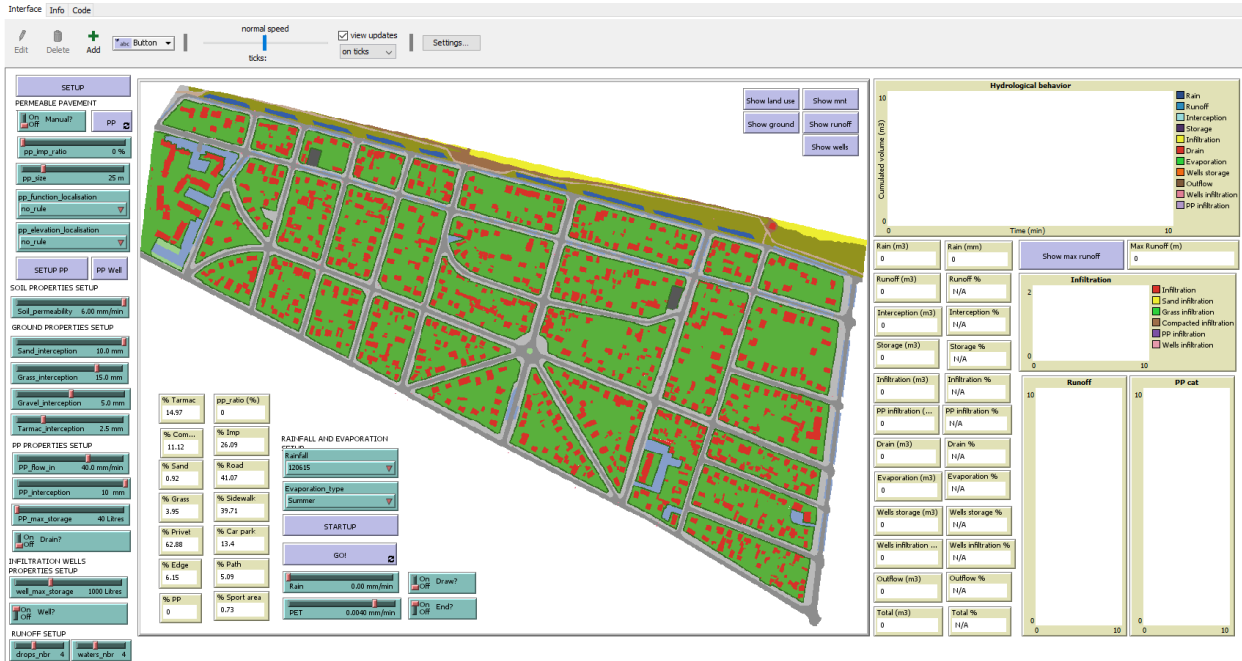 Interface Info Code
Edit Delete Add abc Button normal speed view updates Settings...
ticks: on ticks
SETUP
PERMEABLE PAVEMENT
On Off Manual? PP
pp_imp_ratio 0 %
pp_size 25 m
pp_function_localisation
no_rule
pp_elevation_localisation
no_rule
SETUP PP PP Well
SOIL PROPERTIES SETUP
Soil_permeability 6.00 mm/min
GROUND PROPERTIES SETUP
Sand_interception 10.0 mm
Grass_interception 15.0 mm
Gravel_interception 5.0 mm
Tarmac_interception 2.5 mm
PP PROPERTIES SETUP
PP_flow_in 40.0 mm/min
PP_interception 10 mm
PP_max_storage 40 Litres
On Off Drain?
INFILTRATION WELLS
PROPERTIES SETUP
well_max_storage 1000 Litres
On Off Well?
RUNOFF SETUP
drops_nbr 4 waters_nbr 4
Show land use Show mnt
Show ground Show runoff
Show wells
% Tarmac pp_ratio (%)
14.97 0
% Com... % Imp
11.12 26.09
% Sand % Road
0.92 41.07
% Grass % Sidewalk
3.95 39.71
% Privet % Car park
62.88 13.4
% Edge % Path
6.15 5.09
% PP % Sport area
0 0.73
RAINFALL AND EVAPORATION
SETUP
Rainfall
120615
Evaporation_type
Summer
STARTUP
GO!
Rain 0.00 mm/min On Off Draw?
PET 0.0040 mm/min On Off End?
Hydrological behavior
10
Cumulated volume (m3)
0
0 Time (min) 10
Rain
Runoff
Interception
Storage
Infiltration
Drain
Evaporation
Wells storage
Outflow
Wells infiltration
PP infiltration
Rain (m3) Rain (mm)
0 0
Show max runoff Max Runoff (m)
0
Runoff (m3) Runoff %
0 N/A
Interception (m3) Interception %
0 N/A
Storage (m3) Storage %
0 N/A
Infiltration (m3) Infiltration %
0 N/A
PP infiltration (... PP infiltration %
0 N/A
Drain (m3) Drain %
0 N/A
Evaporation (m3) Evaporation %
0 N/A
Wells storage (m3) Wells storage %
0 N/A
Wells infiltration ... Wells infiltration %
0 N/A
Outflow (m3) Outflow %
0 N/A
Total (m3) Total %
0 N/A
Infiltration
2
0
0 10
Infiltration
Sand infiltration
Grass infiltration
Compacted infiltration
PP infiltration
Wells infiltration
Runoff
10
0
0 10
PP cat
10
0
0 10